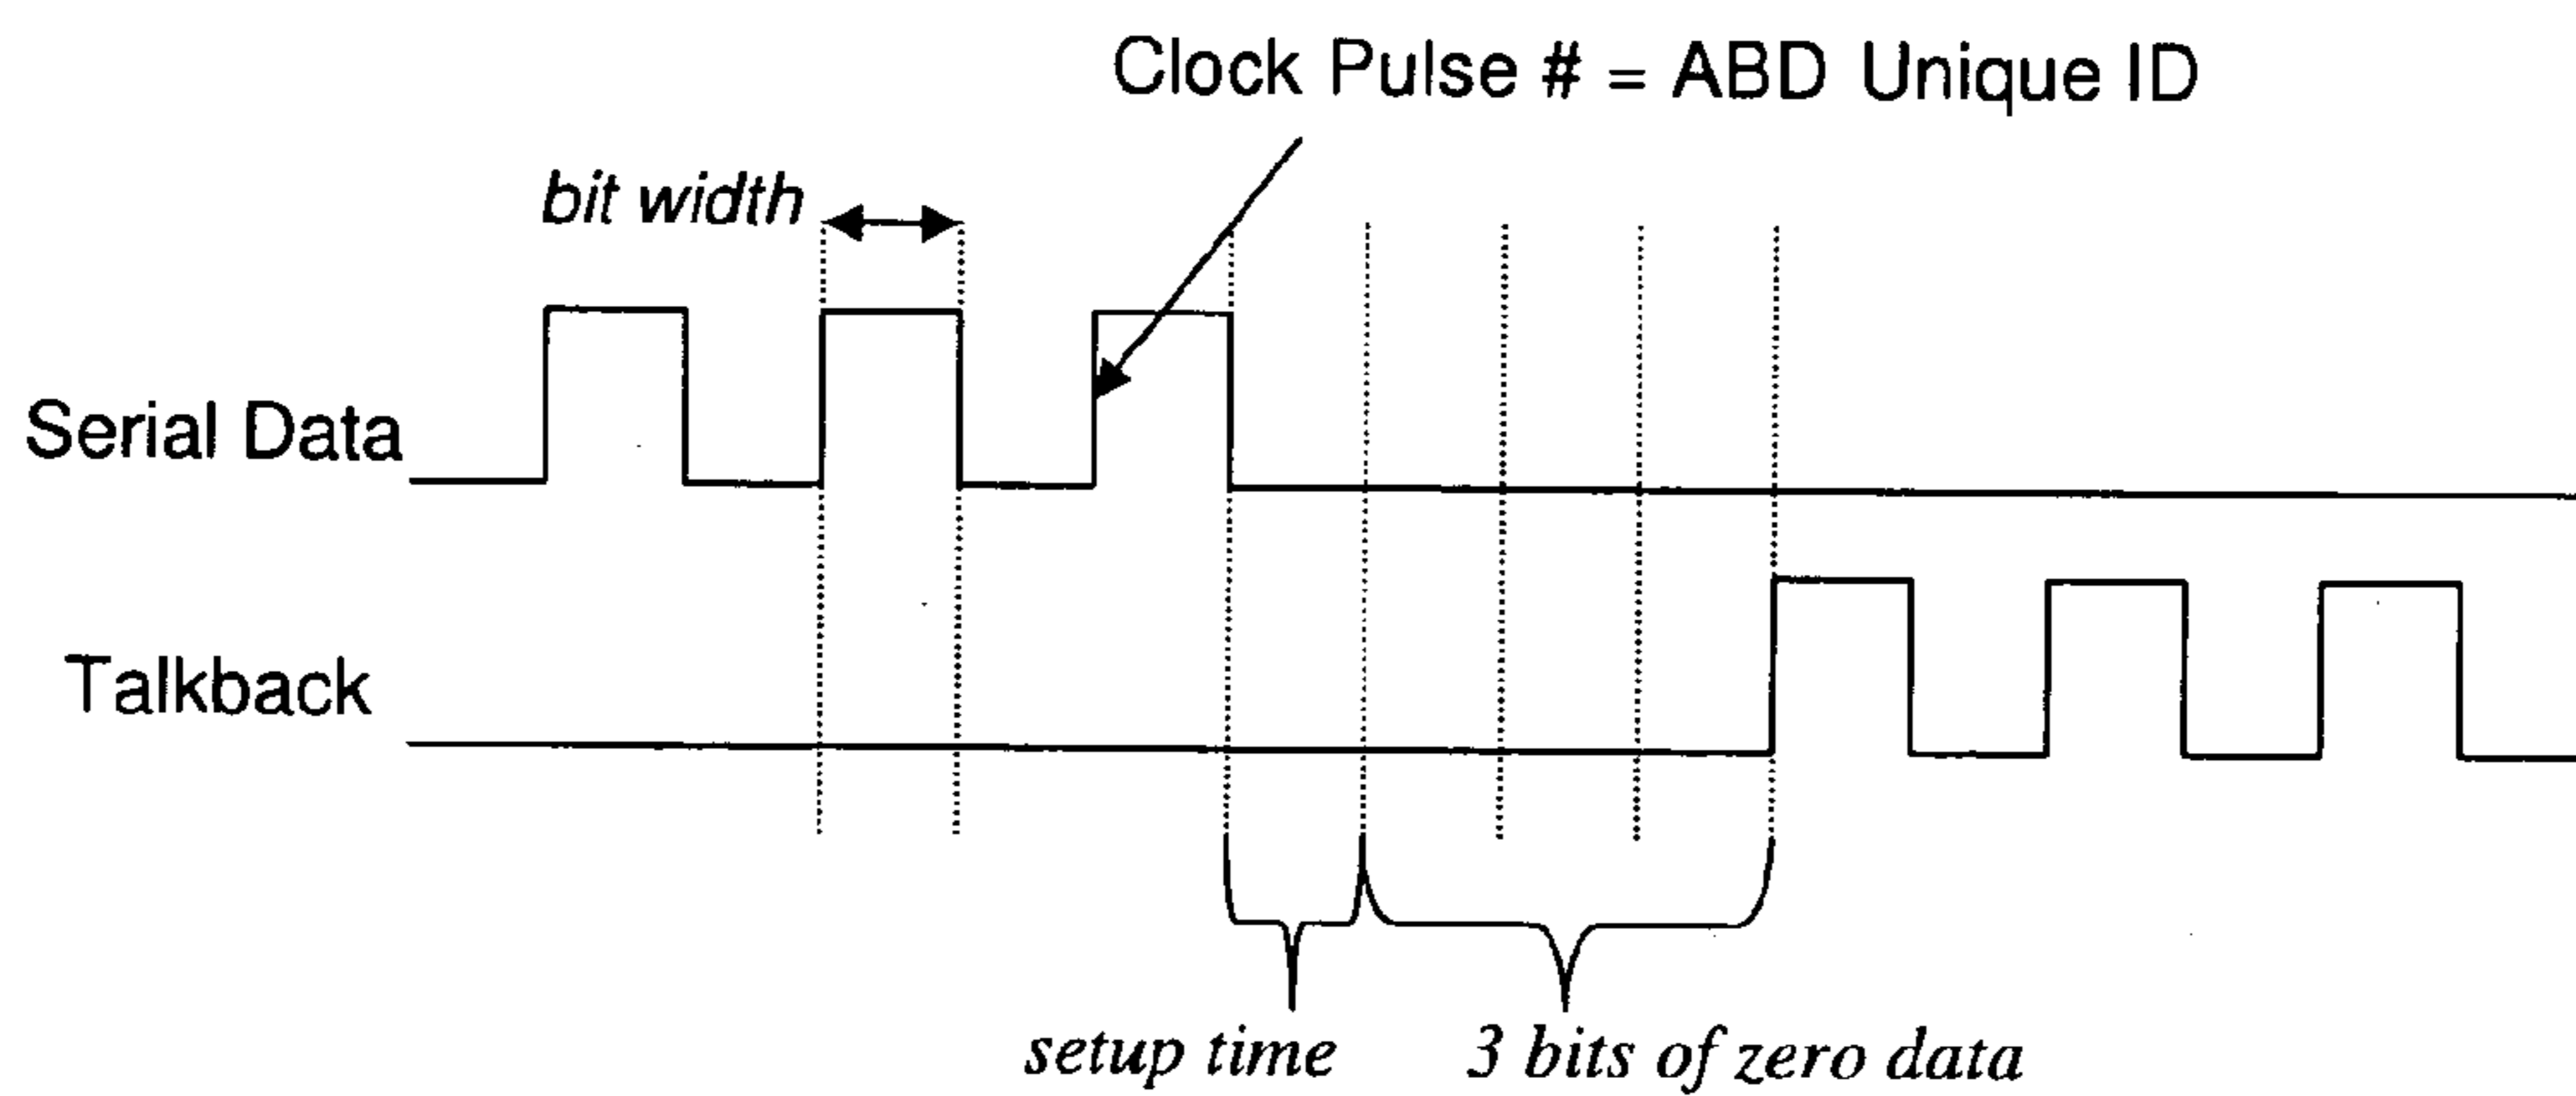 Clock Pulse # = ABD Unique ID
bit width
Serial Data
Talkback
setup time
3 bits of zero data